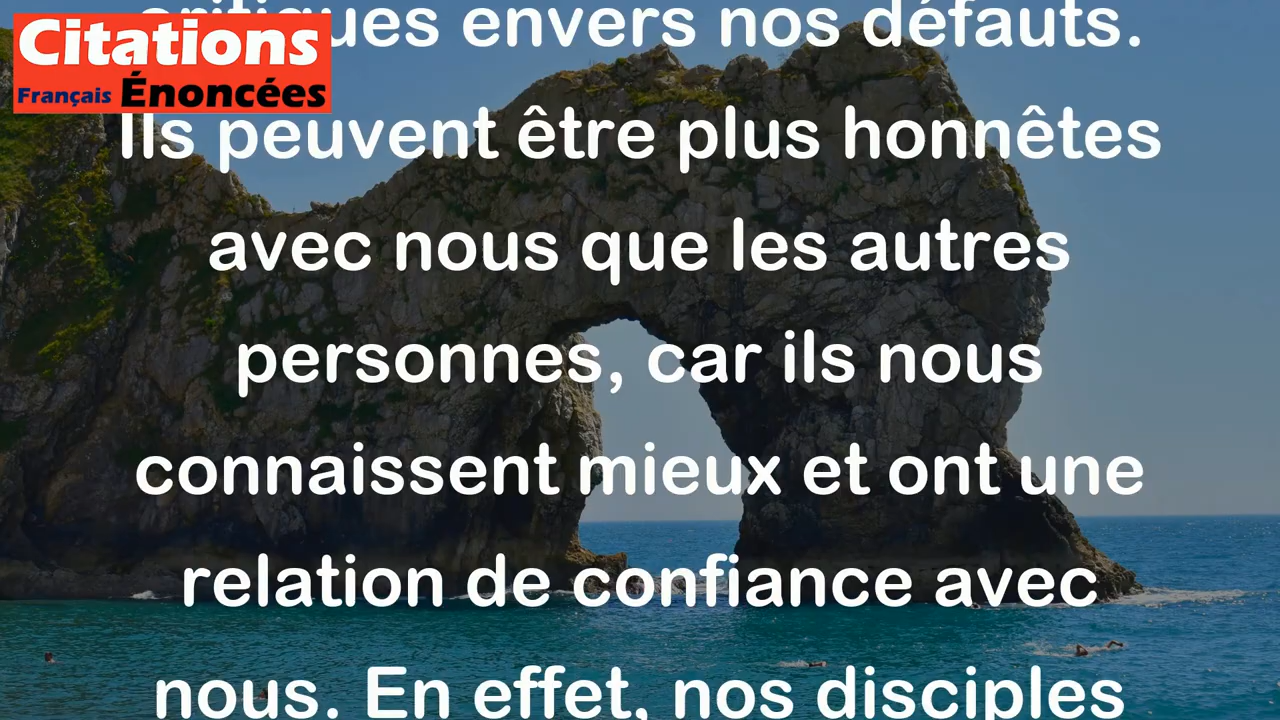 Citations
Français Énoncées
envers nos défauts.
Ils peuvent être plus honnêtes
avec nous que les autres
personnes, car ils nous
connaissent mieux et ont une
relation de confiance avec
nous. En effet, nos disciples